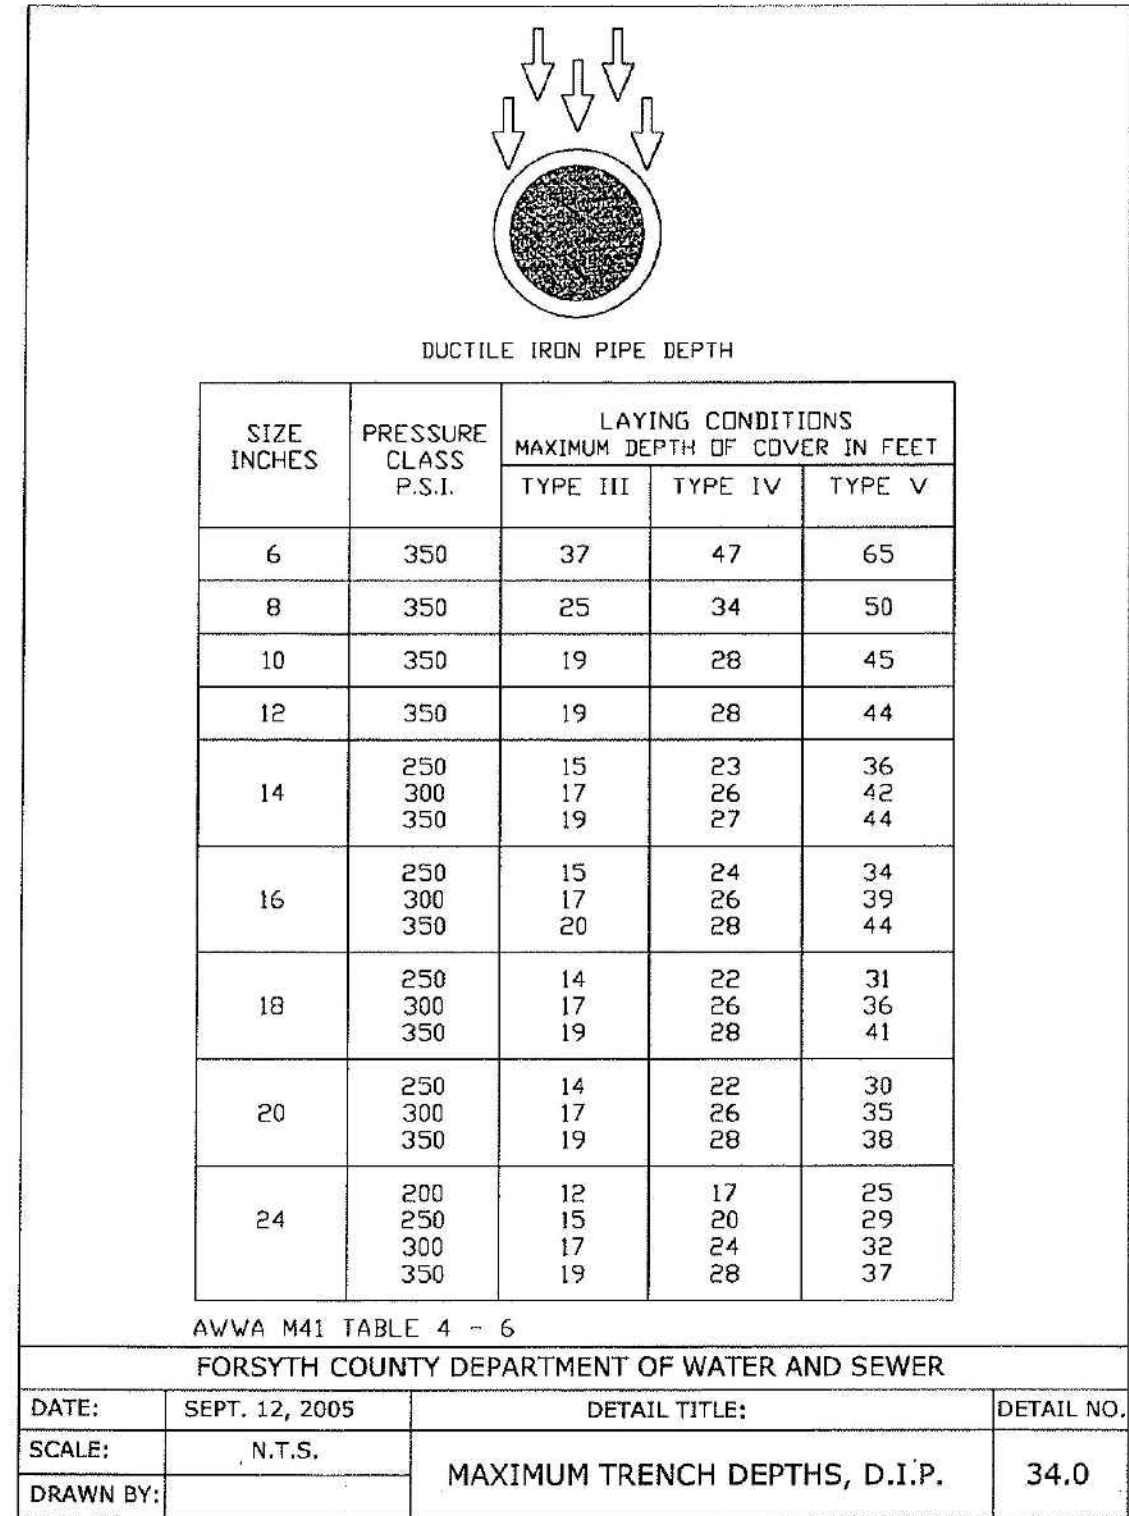 DUCTILE IRON PIPE DEPTH
SIZE INCHES PRESSURE CLASS P.S.I. LAYING CONDITIONS MAXIMUM DEPTH OF COVER IN FEET
TYPE III TYPE IV TYPE V
6 350 37 47 65
8 350 25 34 50
10 350 19 28 45
12 350 19 28 44
14 250 15 23 36
300 17 26 42
350 19 27 44
16 250 15 24 34
300 17 26 39
350 20 28 44
18 250 14 22 31
300 17 26 36
350 19 28 41
20 250 14 22 30
300 17 26 35
350 19 28 38
24 200 12 17 25
250 15 20 29
300 17 24 32
350 19 28 37
AWWA M41 TABLE 4 - 6
FORSYTH COUNTY DEPARTMENT OF WATER AND SEWER
DATE: SEPT. 12, 2005 DETAIL TITLE: DETAIL NO.
SCALE: N.T.S. MAXIMUM TRENCH DEPTHS, D.I.P. 34.0
DRAWN BY: